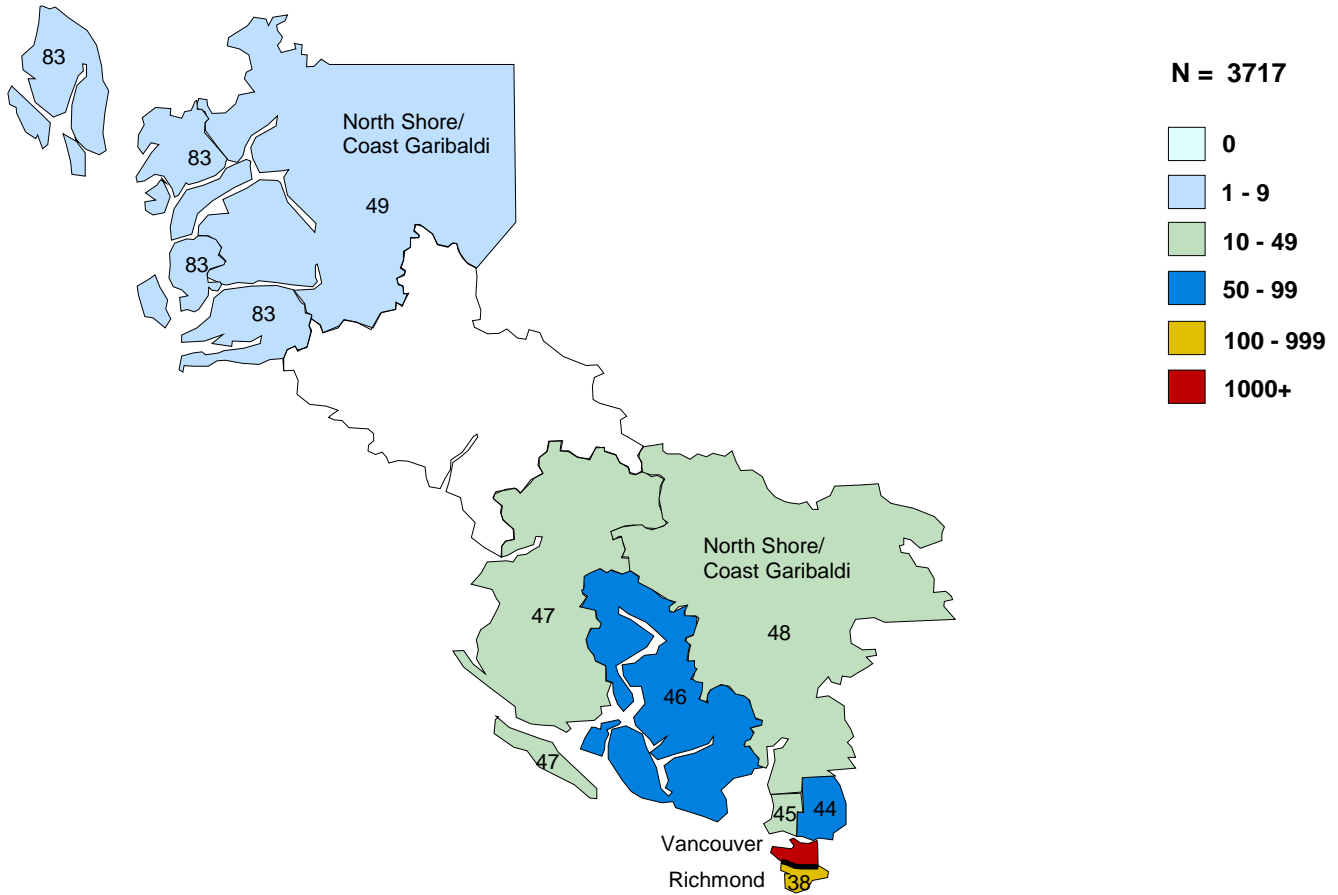 83
N = 3717
North Shore/
Coast Garibaldi
83
49
83
83
0
1 - 9
10 - 49
50 - 99
100 - 999
1000+
North Shore/
Coast Garibaldi
47
48
46
47
45
44
Vancouver
Richmond
38